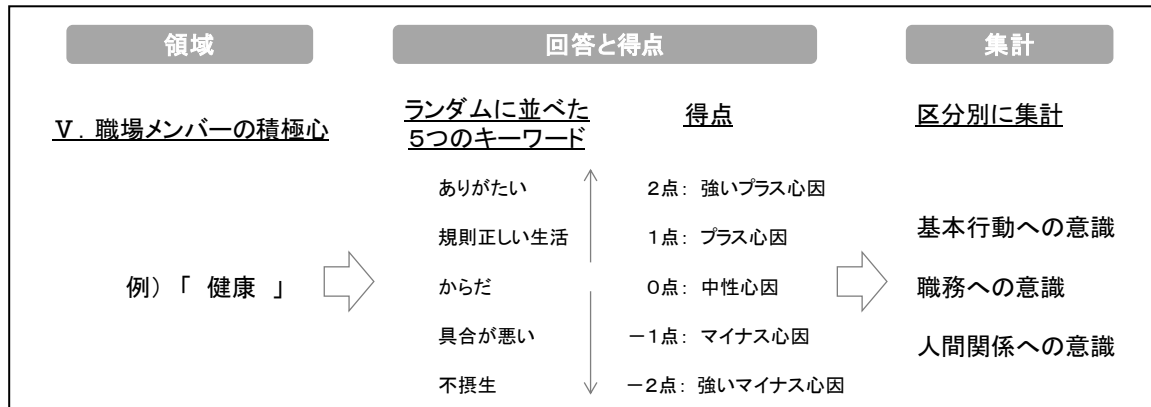 領域
回答と得点
集計
Ⅴ．職場メンバーの積極心
ランダムに並べた
５つのキーワード
得点
区分別に集計
ありがたい
２点： 強いプラス心因
規則正しい生活
１点： プラス心因
例）「 健康 」
からだ
０点： 中性心因
具合が悪い
－１点： マイナス心因
不摂生
－２点： 強いマイナス心因
基本行動への意識
職務への意識
人間関係への意識